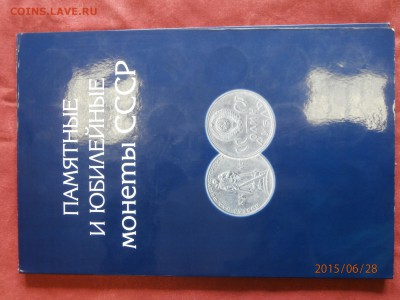 COINS.LAVE.RU
ПАМЯТНЫЕ
И ЮБИЛЕЙНЫЕ
монеты СССР
2015/06/28